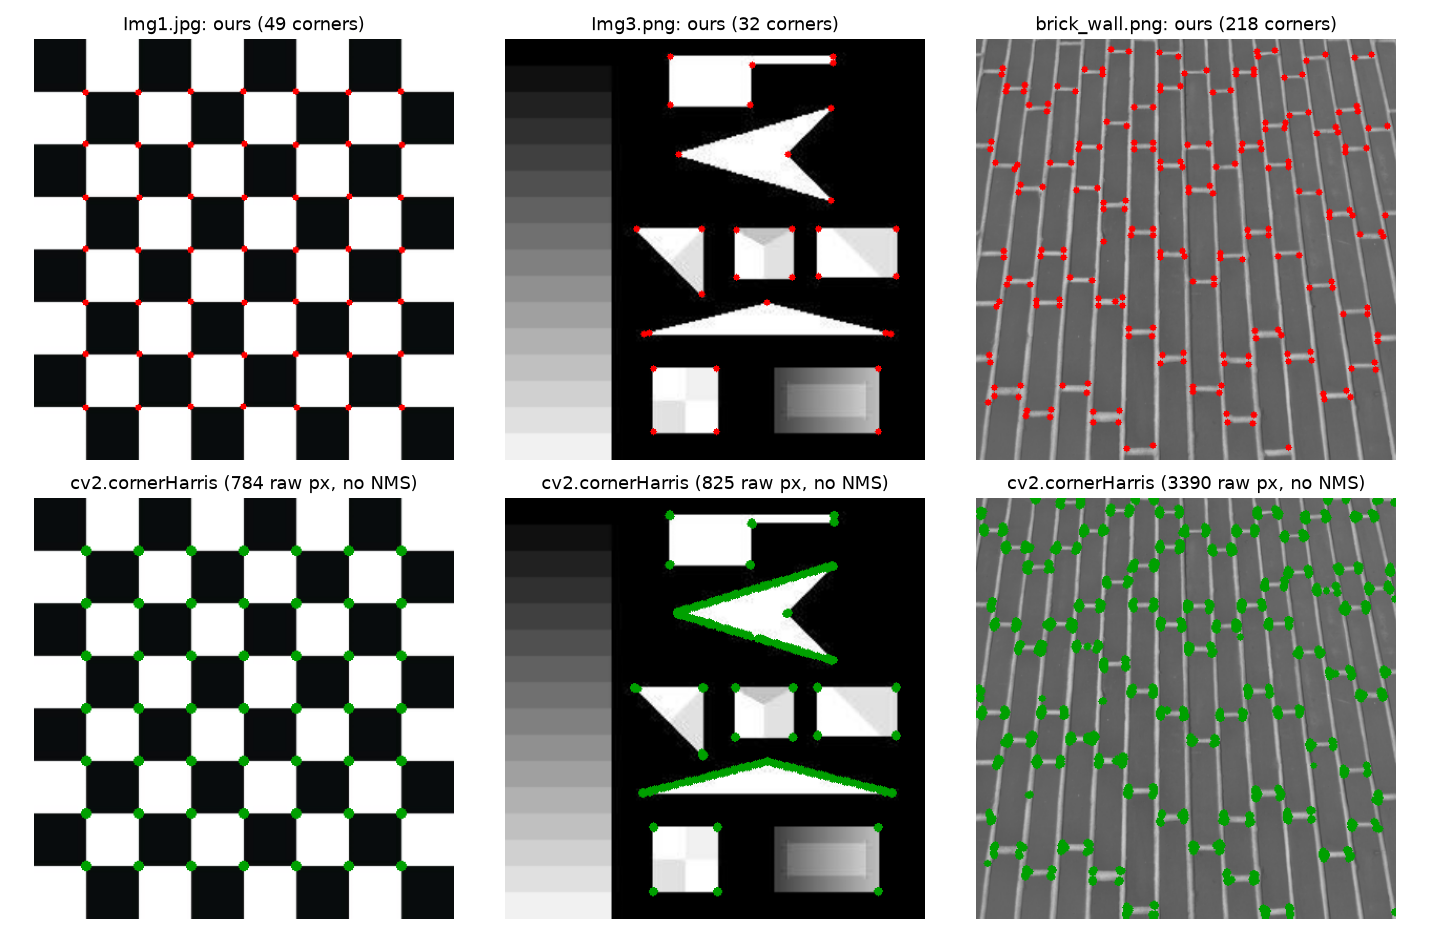 Img1.jpg: ours (49 corners)
Img3.png: ours (32 corners)
brick_wall.png: ours (218 corners)
cv2.cornerHarris (784 raw px, no NMS)
cv2.cornerHarris (825 raw px, no NMS)
cv2.cornerHarris (3390 raw px, no NMS)